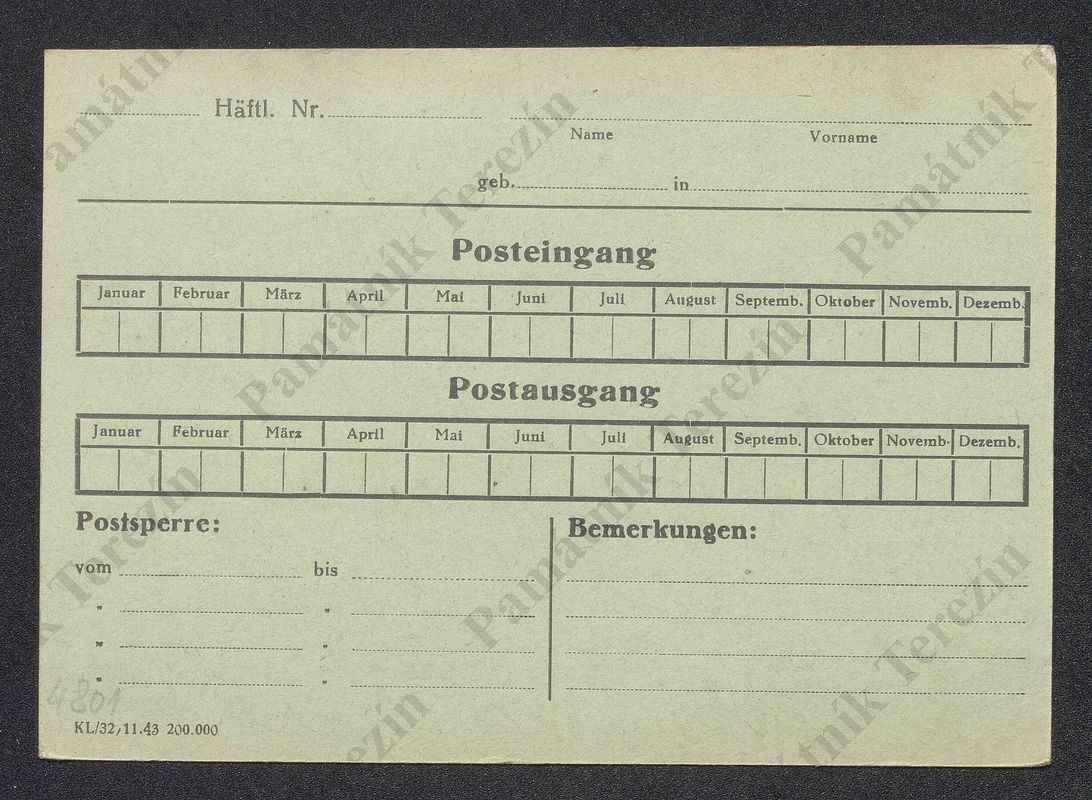 Häftl. Nr.
Name Vorname
geb. in
Posteingang
Januar Februar März April Mai Juni Juli August Septemb. Oktober Novemb. Dezemb.
Postausgang
Januar Februar März April Mai Juni Juli August Septemb. Oktober Novemb. Dezemb.
Postsperre:
vom bis
" "
" "
" "
Bemerkungen:
4801
KL/32, 11.43 200.000
Památník Terezín